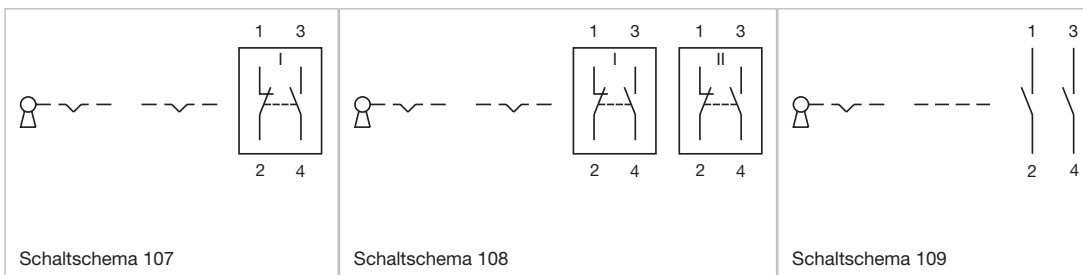 1 3
I
2 4
Schaltschema 107
1 3 1 3
I II
2 4 2 4
Schaltschema 108
1 3
2 4
Schaltschema 109